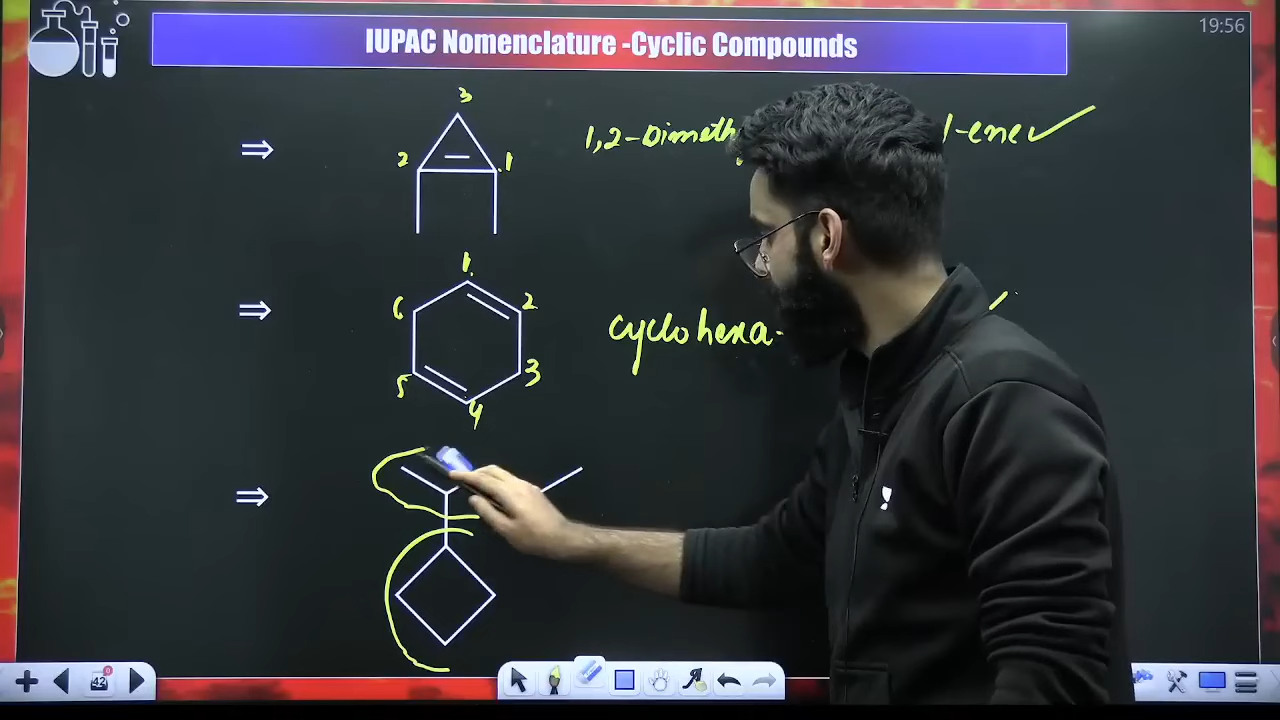 19:56
IUPAC Nomenclature -Cyclic Compounds
3
1,2-Dimeth 1-ene ✓
2 1
1
6 2
cyclohexa-
5 3
4
42